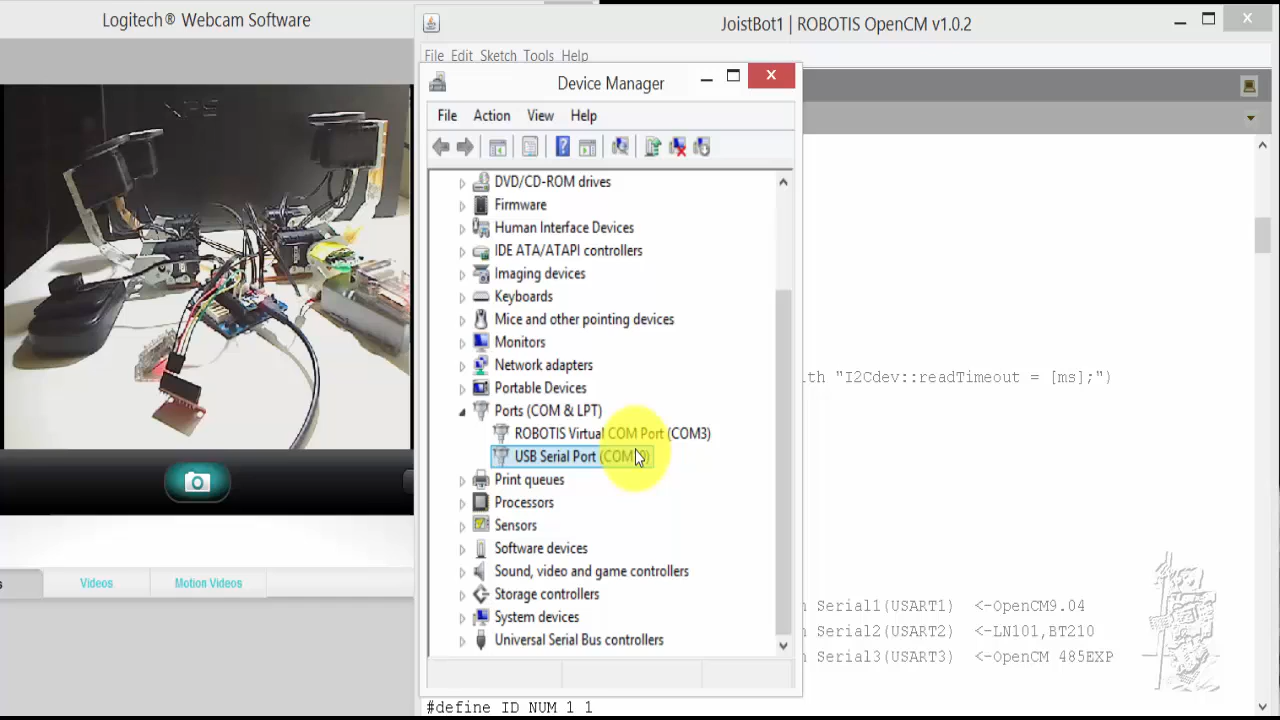 Logitech® Webcam Software
JoistBot1 | ROBOTIS OpenCM v1.0.2
File Edit Sketch Tools Help
Device Manager
File Action View Help
DVD/CD-ROM drives
Firmware
Human Interface Devices
IDE ATA/ATAPI controllers
Imaging devices
Keyboards
Mice and other pointing devices
Monitors
Network adapters
Portable Devices
Ports (COM & LPT)
ROBOTIS Virtual COM Port (COM3)
USB Serial Port
Print queues
Processors
Sensors
Software devices
Sound, video and game controllers
Storage controllers
System devices
Universal Serial Bus controllers
Videos
Motion Videos
"I2Cdev::readTimeout = [ms];")
Serial1(USART1) <-OpenCM9.04
Serial2(USART2) <-LN101,BT210
Serial3(USART3) <-OpenCM 485EXP
#define ID NUM 1 1